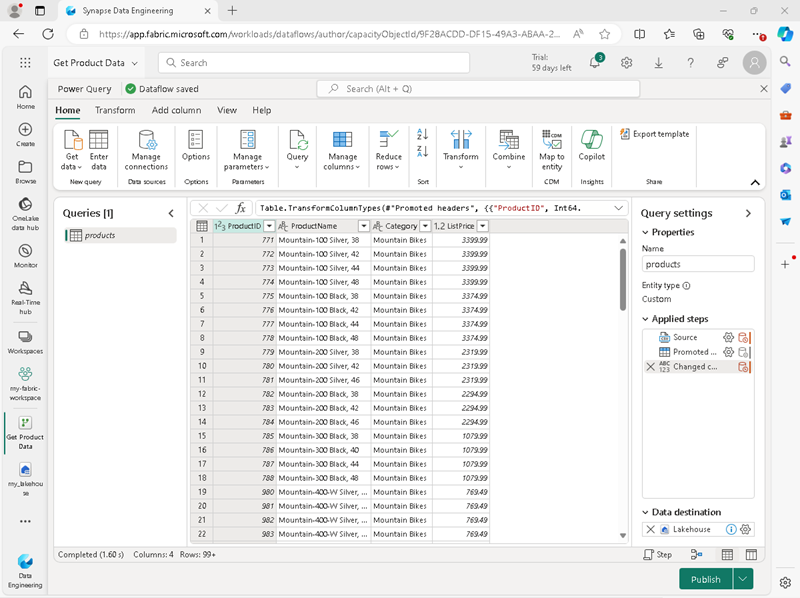 Synapse Data Engineering
https://app.fabric.microsoft.com/workloads/dataflows/author/capacityObjectId/9F28ACDD-DF15-49A3-ABAA-2...
Get Product Data
Search
Trial:
59 days left
3
Power Query
Dataflow saved
Search (Alt + Q)
Home Transform Add column View Help
Get data
Enter data
New query
Manage connections
Data sources
Options
Options
Manage parameters
Parameters
Query
Manage columns
Reduce rows
Sort
Transform
Combine
CDM
Map to entity
CDM
Copilot
Insights
Export template
Share
Home
Create
Browse
OneLake data hub
Monitor
Real-Time hub
Workspaces
my-fabric-workspace
Get Product Data
my_lakehouse
Data Engineering
Queries [1]
products
fx Table.TransformColumnTypes(#"Promoted headers", {{"ProductID", Int64.
ProductID ProductName Category 1.2 ListPrice
1 771 Mountain-100 Silver, 38 Mountain Bikes 3399.99
2 772 Mountain-100 Silver, 42 Mountain Bikes 3399.99
3 773 Mountain-100 Silver, 44 Mountain Bikes 3399.99
4 774 Mountain-100 Silver, 48 Mountain Bikes 3399.99
5 775 Mountain-100 Black, 38 Mountain Bikes 3374.99
6 776 Mountain-100 Black, 42 Mountain Bikes 3374.99
7 777 Mountain-100 Black, 44 Mountain Bikes 3374.99
8 778 Mountain-100 Black, 48 Mountain Bikes 3374.99
9 779 Mountain-200 Silver, 38 Mountain Bikes 2319.99
10 780 Mountain-200 Silver, 42 Mountain Bikes 2319.99
11 781 Mountain-200 Silver, 46 Mountain Bikes 2319.99
12 782 Mountain-200 Black, 38 Mountain Bikes 2294.99
13 783 Mountain-200 Black, 42 Mountain Bikes 2294.99
14 784 Mountain-200 Black, 46 Mountain Bikes 2294.99
15 785 Mountain-300 Black, 38 Mountain Bikes 1079.99
16 786 Mountain-300 Black, 40 Mountain Bikes 1079.99
17 787 Mountain-300 Black, 44 Mountain Bikes 1079.99
18 788 Mountain-300 Black, 48 Mountain Bikes 1079.99
19 980 Mountain-400-W Silver, ... Mountain Bikes 769.49
20 981 Mountain-400-W Silver, ... Mountain Bikes 769.49
21 982 Mountain-400-W Silver, ... Mountain Bikes 769.49
22 983 Mountain-400-W Silver, ... Mountain Bikes 769.49
Query settings
Properties
Name
products
Entity type
Custom
Applied steps
Source
Promoted ...
ABC 123 Changed c...
Data destination
Lakehouse
Completed (1.60 s) Columns: 4 Rows: 99+
Step
Publish